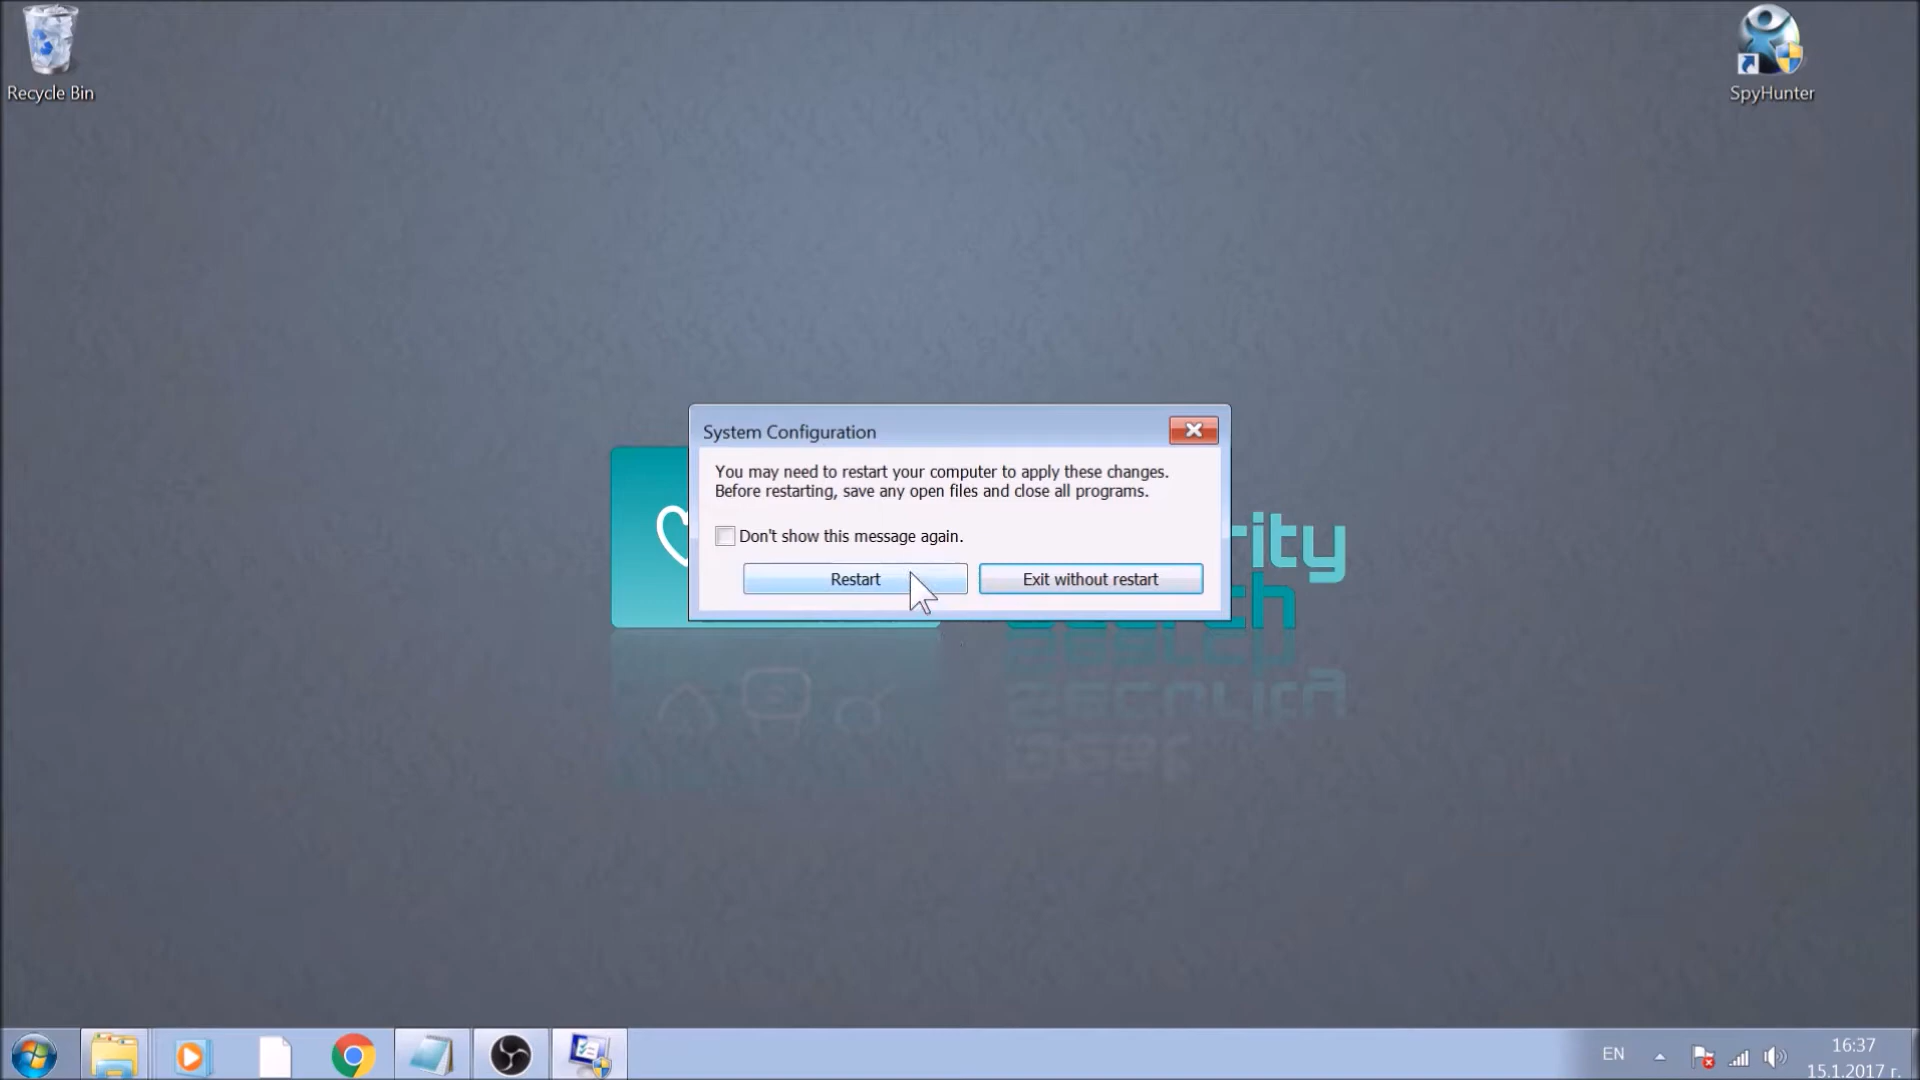 Recycle Bin
SpyHunter
System Configuration
You may need to restart your computer to apply these changes.
Before restarting, save any open files and close all programs.
Don't show this message again.
Restart
Exit without restart
rity
EN
16:37
15.1.2017 г.